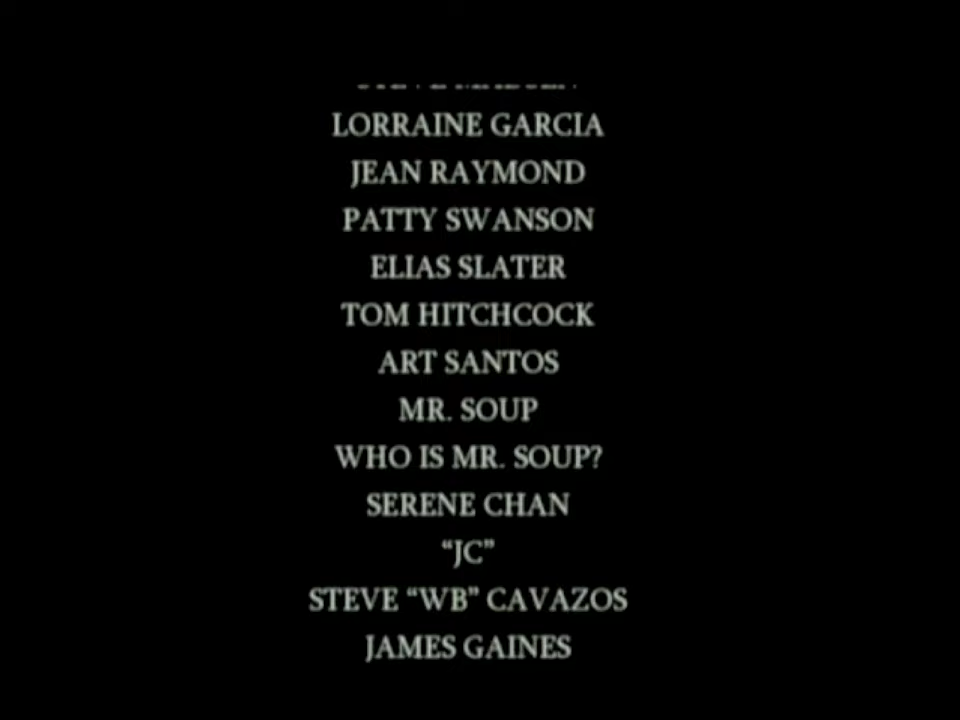 LORRAINE GARCIA
JEAN RAYMOND
PATTY SWANSON
ELIAS SLATER
TOM HITCHCOCK
ART SANTOS
MR. SOUP
WHO IS MR. SOUP?
SERENE CHAN
“JC”
STEVE “WB” CAVAZOS
JAMES GAINES